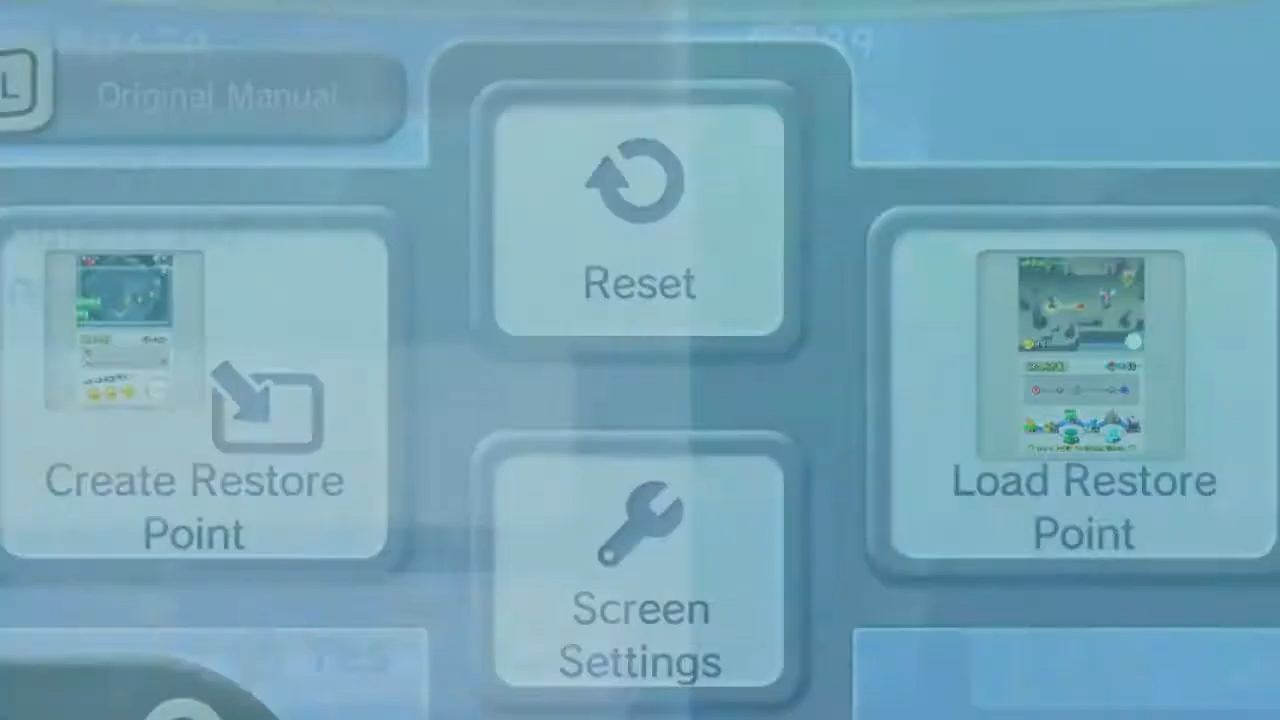 L
Original Manual
Reset
Create Restore
Point
Load Restore
Point
Screen
Settings